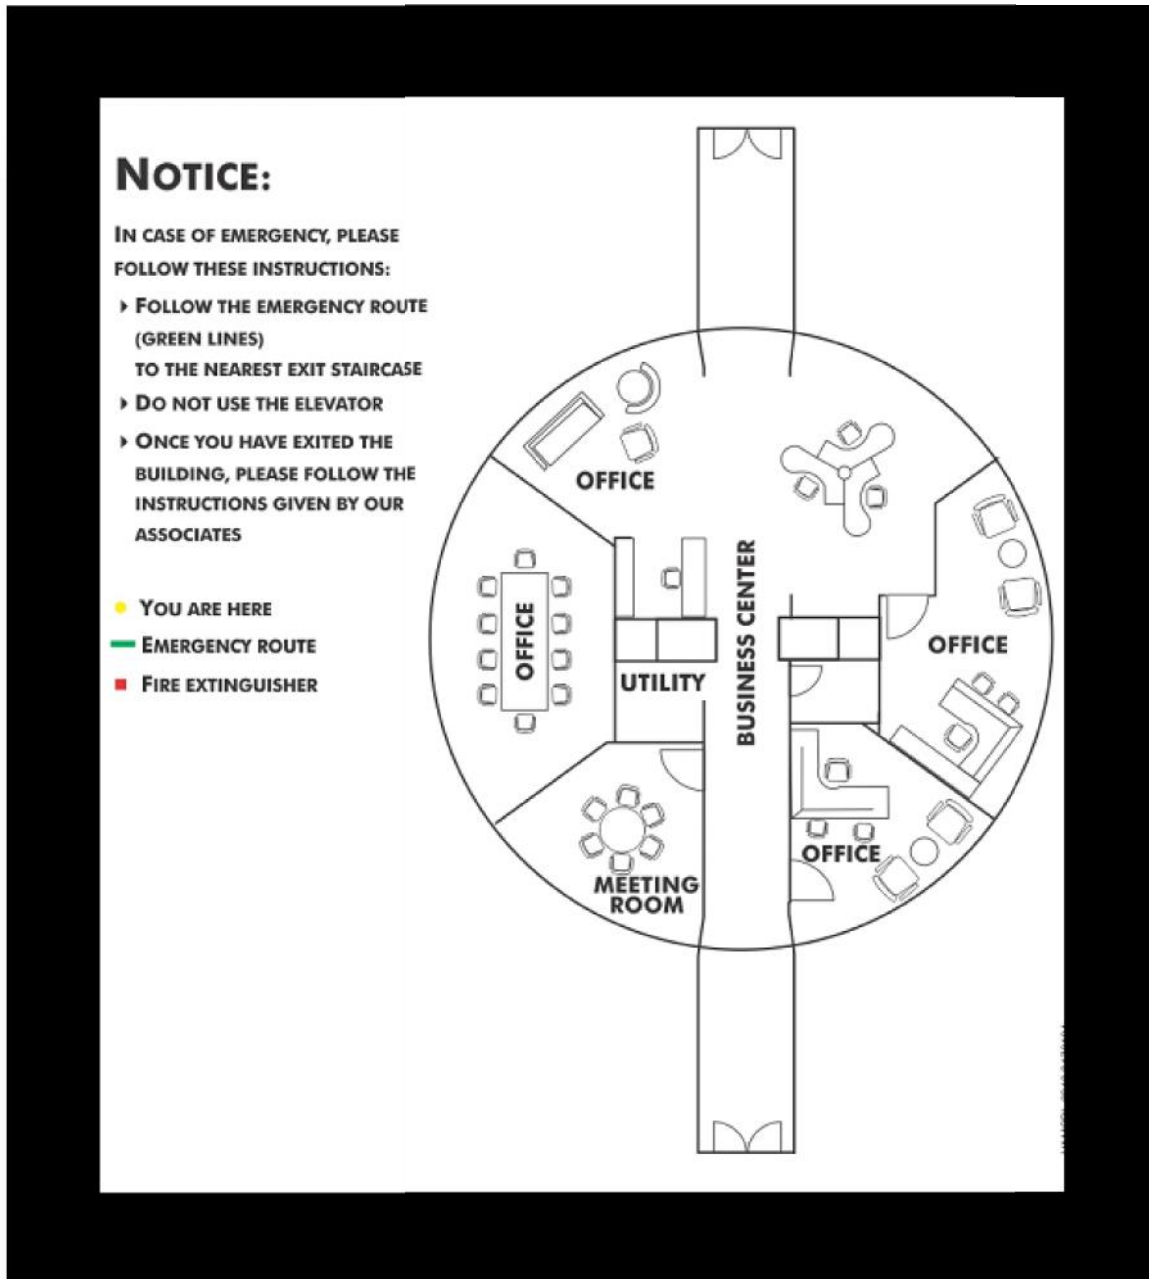 NOTICE:
IN CASE OF EMERGENCY, PLEASE
FOLLOW THESE INSTRUCTIONS:
FOLLOW THE EMERGENCY ROUTE
(GREEN LINES)
TO THE NEAREST EXIT STAIRCASE
DO NOT USE THE ELEVATOR
ONCE YOU HAVE EXITED THE
BUILDING, PLEASE FOLLOW THE
INSTRUCTIONS GIVEN BY OUR
ASSOCIATES
YOU ARE HERE
EMERGENCY ROUTE
FIRE EXTINGUISHER
OFFICE
OFFICE
BUSINESS CENTER
OFFICE
UTILITY
OFFICE
MEETING
ROOM